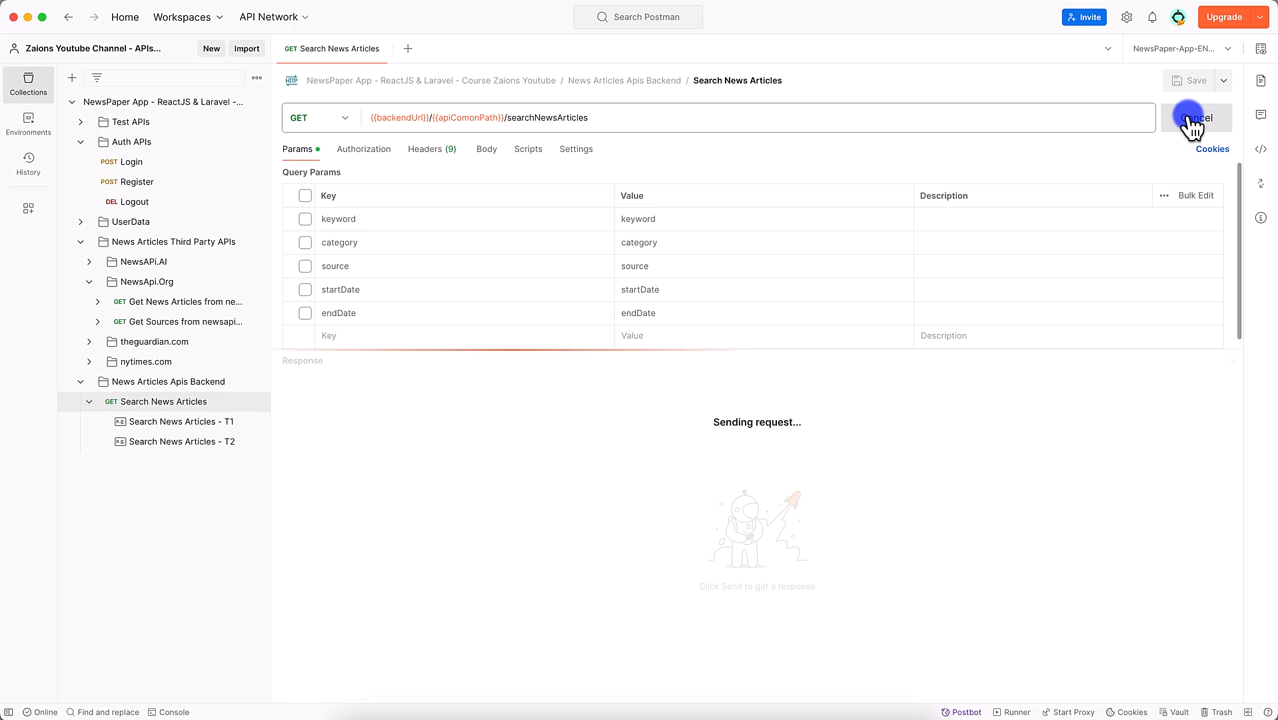 Home
Workspaces
API Network
Search Postman
Invite
Upgrade
Zaions Youtube Channel - APIs...
New
Import
GET Search News Articles
NewsPaper-App-EN...
Collections
Environments
History
NewsPaper App - ReactJS & Laravel -...
Test APIs
Auth APIs
POST Login
POST Register
DEL Logout
UserData
News Articles Third Party APIs
NewsApi.AI
NewsApi.Org
GET Get News Articles from ne...
GET Get Sources from newsapi...
theguardian.com
nytimes.com
News Articles Apis Backend
GET Search News Articles
Search News Articles - T1
Search News Articles - T2
HTTP NewsPaper App - ReactJS & Laravel - Course Zaions Youtube / News Articles Apis Backend / Search News Articles
Save
GET {{backendUrl}}/{{apiComonPath}}/searchNewsArticles
Cancel
Params Authorization Headers (9) Body Scripts Settings Cookies
Query Params
Key Value Description Bulk Edit
keyword keyword
category category
source source
startDate startDate
endDate endDate
Key Value Description
Response
Sending request...
Click Send to get a response
Online Find and replace Console Postbot Runner Start Proxy Cookies Vault Trash